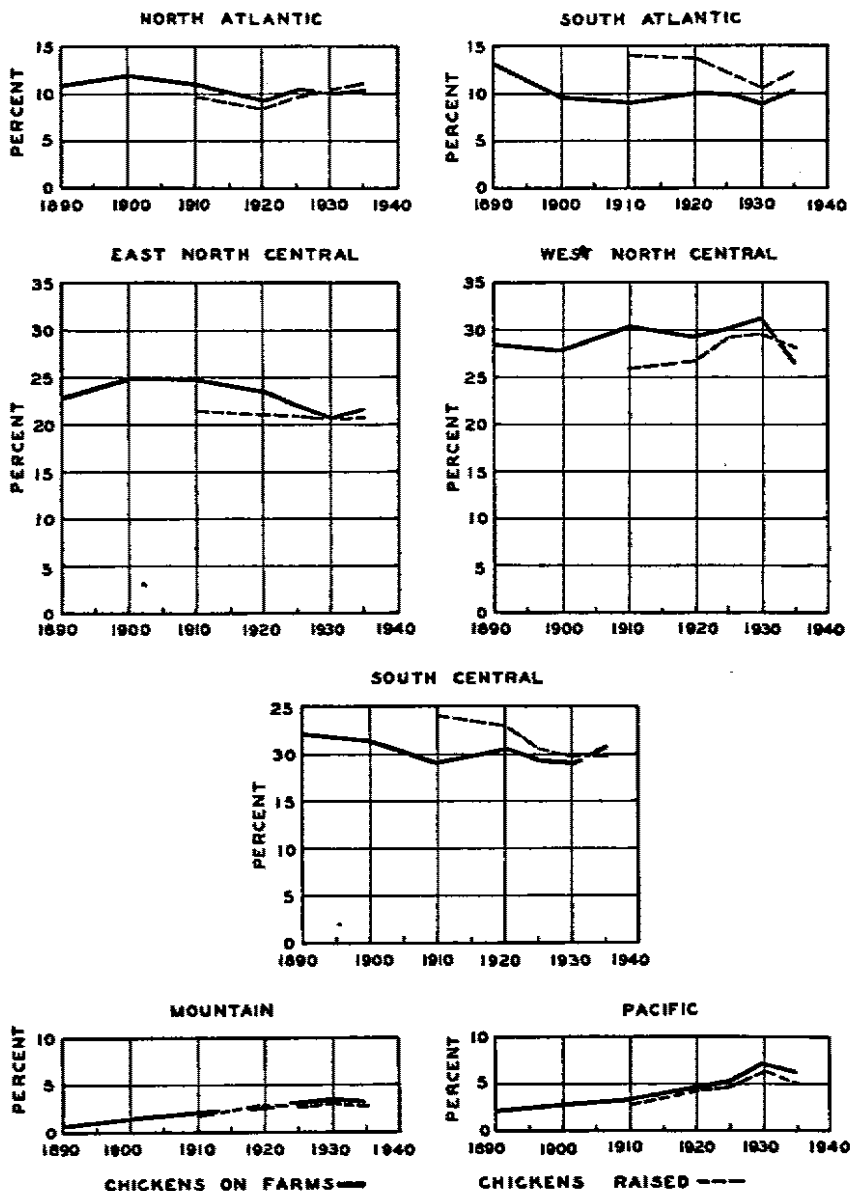 NORTH ATLANTIC
15
10
5
0
PERCENT
1890 1900 1910 1920 1930 1940
SOUTH ATLANTIC
15
10
5
0
PERCENT
1890 1900 1910 1920 1930 1940
EAST NORTH CENTRAL
35
30
25
20
15
10
5
0
PERCENT
1890 1900 1910 1920 1930 1940
WEST NORTH CENTRAL
35
30
25
20
15
10
5
0
PERCENT
1890 1900 1910 1920 1930 1940
SOUTH CENTRAL
25
30
15
10
5
0
PERCENT
1890 1900 1910 1920 1930 1940
MOUNTAIN
10
5
0
PERCENT
1890 1900 1910 1920 1930 1940
PACIFIC
10
5
0
PERCENT
1890 1900 1910 1920 1930 1940
CHICKENS ON FARMS
CHICKENS RAISED